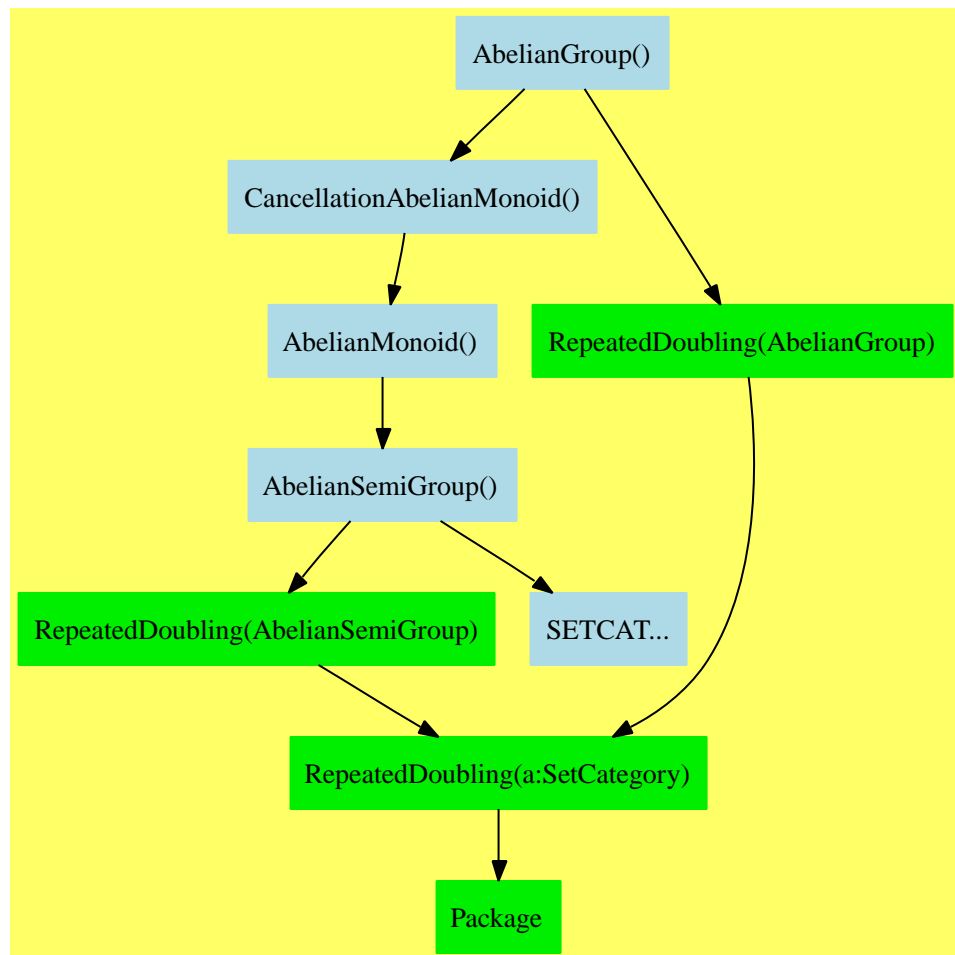 AbelianGroup()
CancellationAbelianMonoid()
AbelianMonoid()
RepeatedDoubling(AbelianGroup)
AbelianSemiGroup()
RepeatedDoubling(AbelianSemiGroup)
SETCAT...
RepeatedDoubling(a:SetCategory)
Package